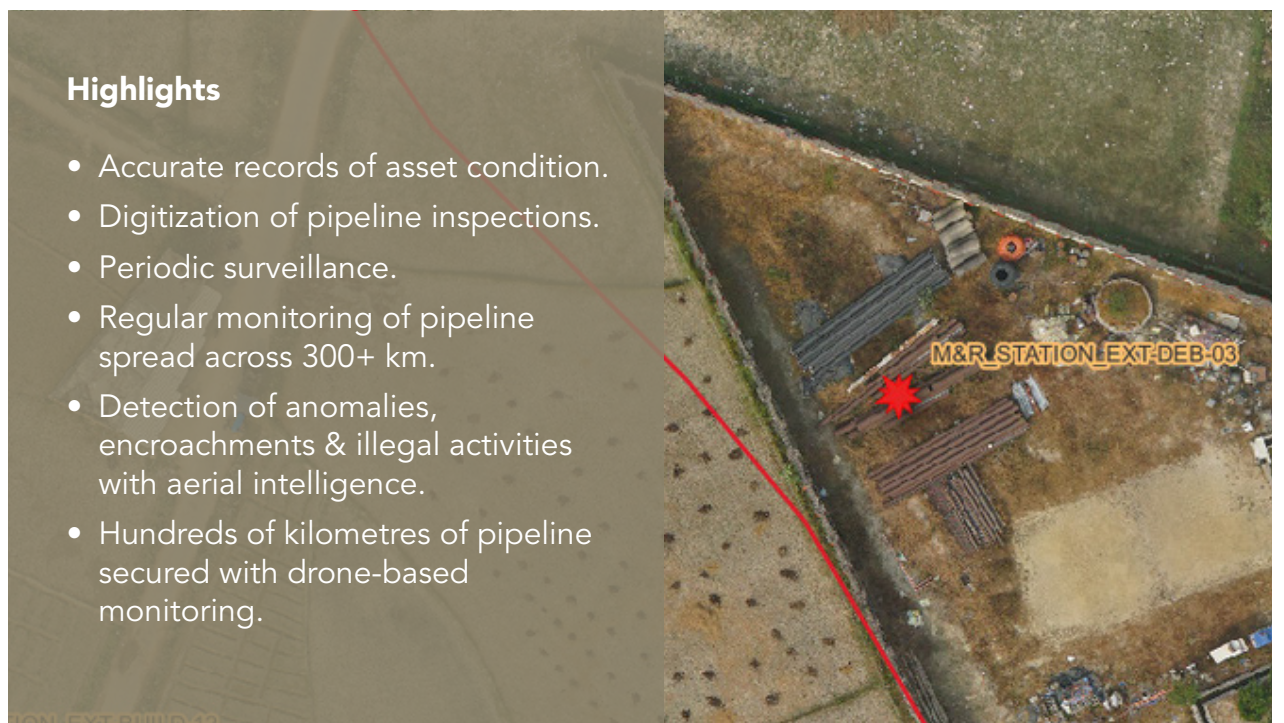 Highlights
• Accurate records of asset condition.
• Digitization of pipeline inspections.
• Periodic surveillance.
• Regular monitoring of pipeline
spread across 300+ km.
• Detection of anomalies,
encroachments & illegal activities
with aerial intelligence.
• Hundreds of kilometres of pipeline
secured with drone-based
monitoring.
M&R_STATION_EXT-DEB-03